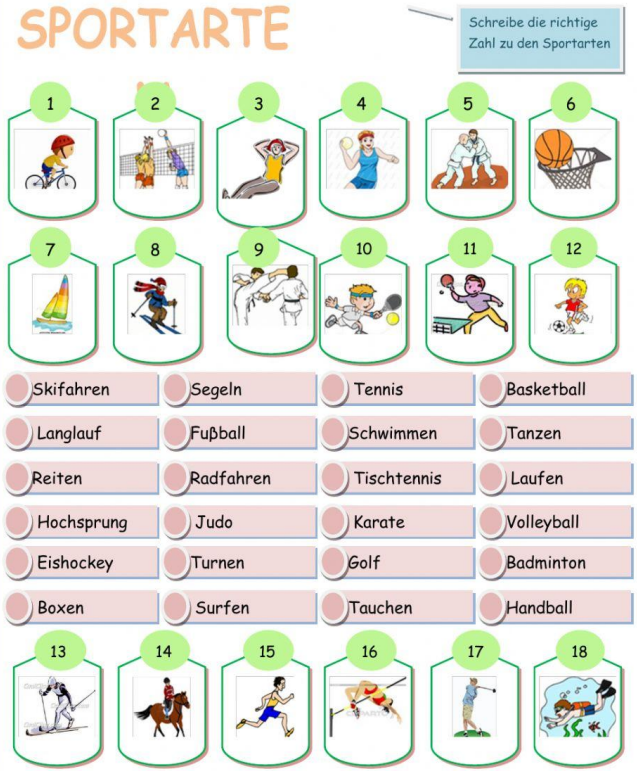 SPORTARTE
Schreibe die richtige
Zahl zu den Sportarten
1 2 3 4 5 6
7 8 9 10 11 12
Skifahren Segeln Tennis Basketball
Langlauf Fuβball Schwimmen Tanzen
Reiten Radfahren Tischtennis Laufen
Hochsprung Judo Karate Volleyball
Eishockey Turnen Golf Badminton
Boxen Surfen Tauchen Handball
13 14 15 16 17 18